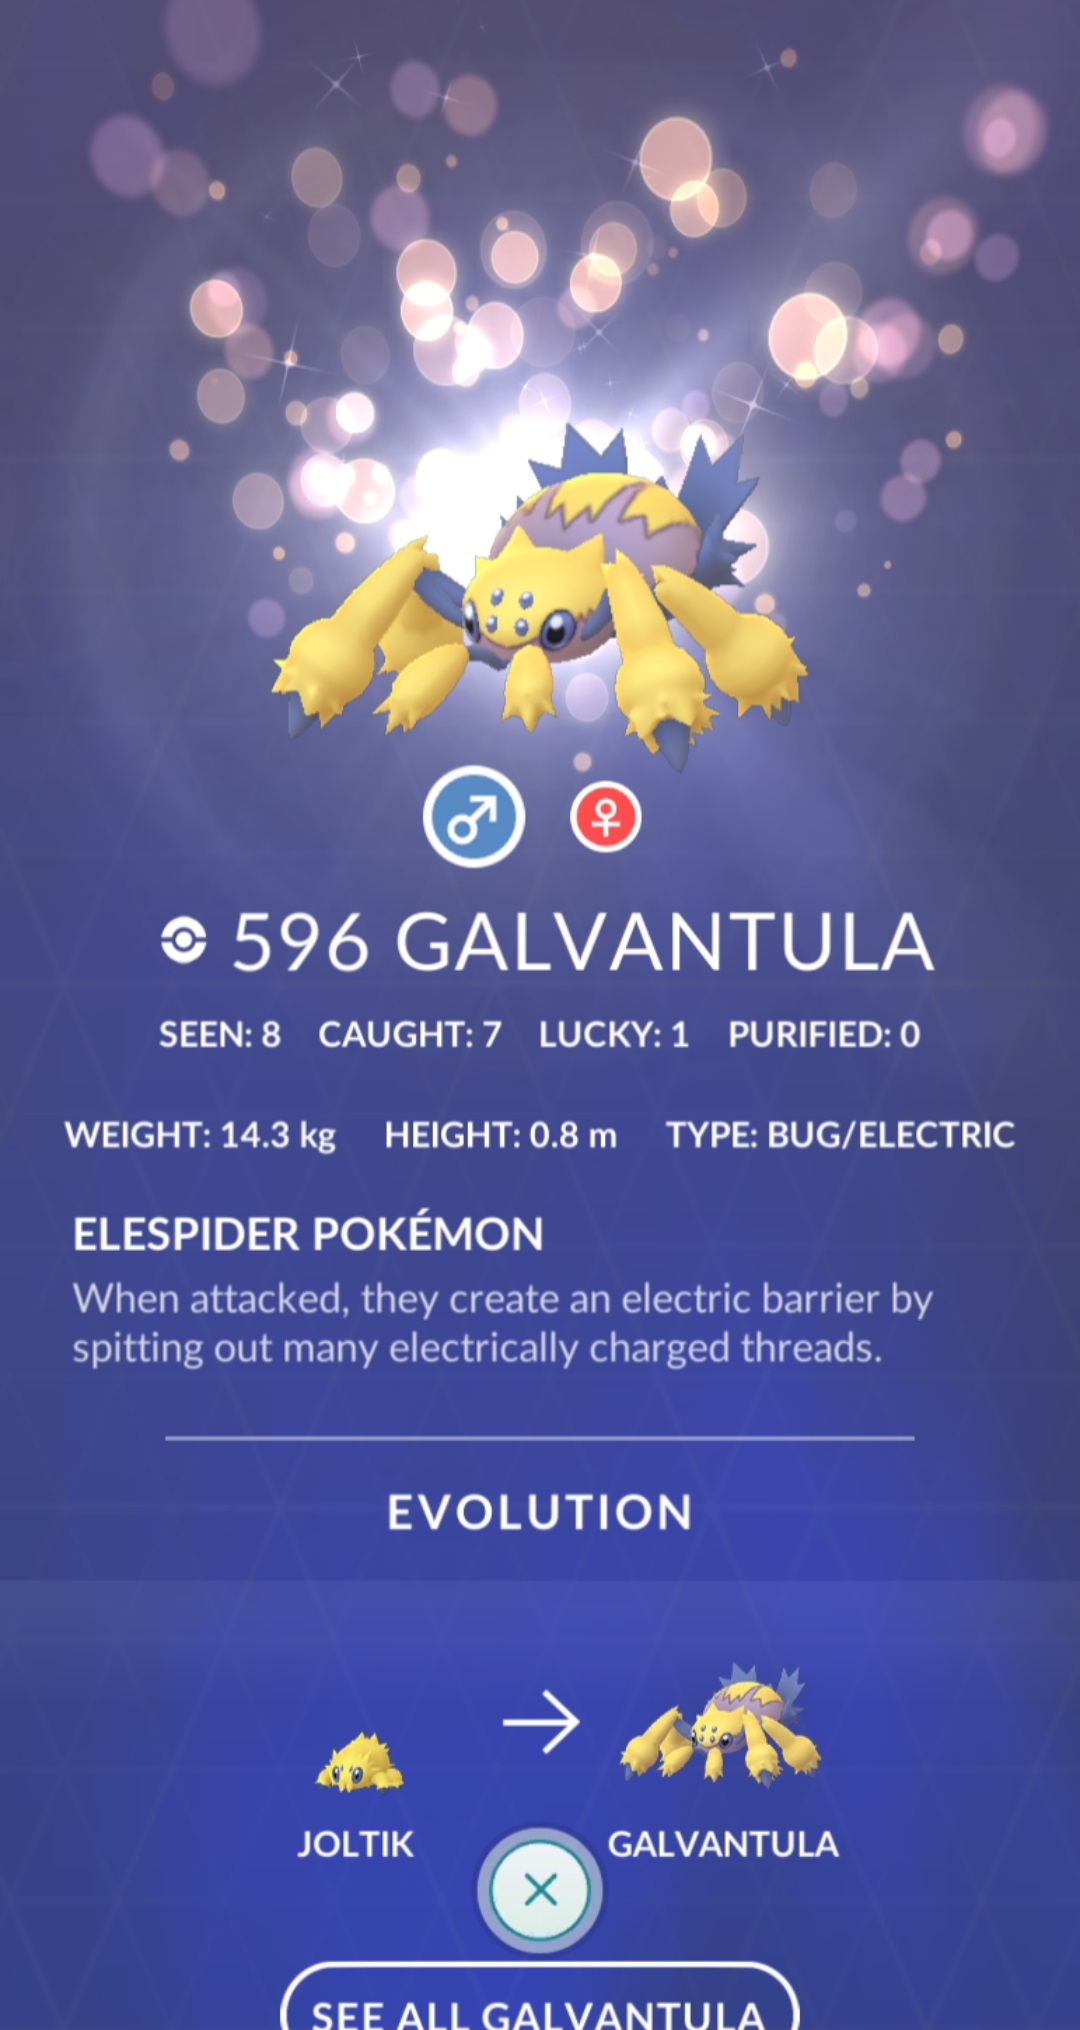 596 GALVANTULA
SEEN: 8 CAUGHT: 7 LUCKY: 1 PURIFIED: 0
WEIGHT: 14.3 kg HEIGHT: 0.8 m TYPE: BUG/ELECTRIC
ELESPIDER POKÉMON
When attacked, they create an electric barrier by
spitting out many electrically charged threads.
EVOLUTION
JOLTIK GALVANTULA
SEE ALL GALVANTULA